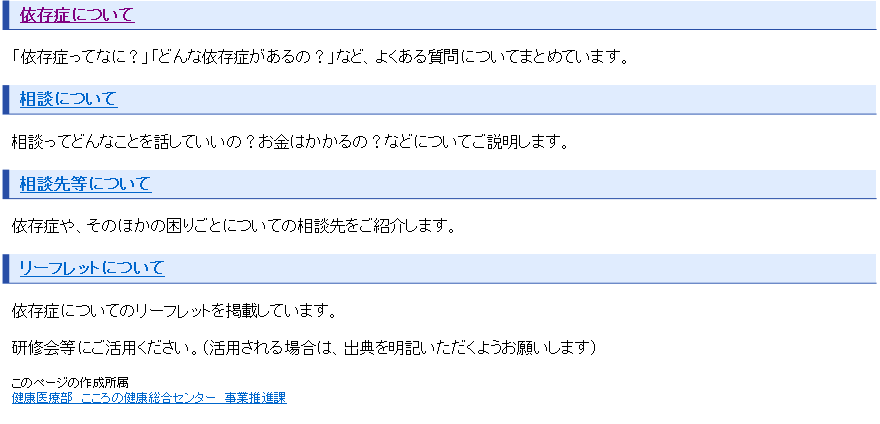 依存症について
「依存症ってなに？」「どんな依存症があるの？」など、よくある質問についてまとめています。
相談について
相談ってどんなことを話していいの？お金はかかるの？などについてご説明します。
相談先等について
依存症や、そのほかの困りごとについての相談先をご紹介します。
リーフレットについて
依存症についてのリーフレットを掲載しています。
研修会等にご活用ください。（活用される場合は、出典を明記いただくようお願いします）
このページの作成所属
健康医療部　こころの健康総合センター　事業推進課